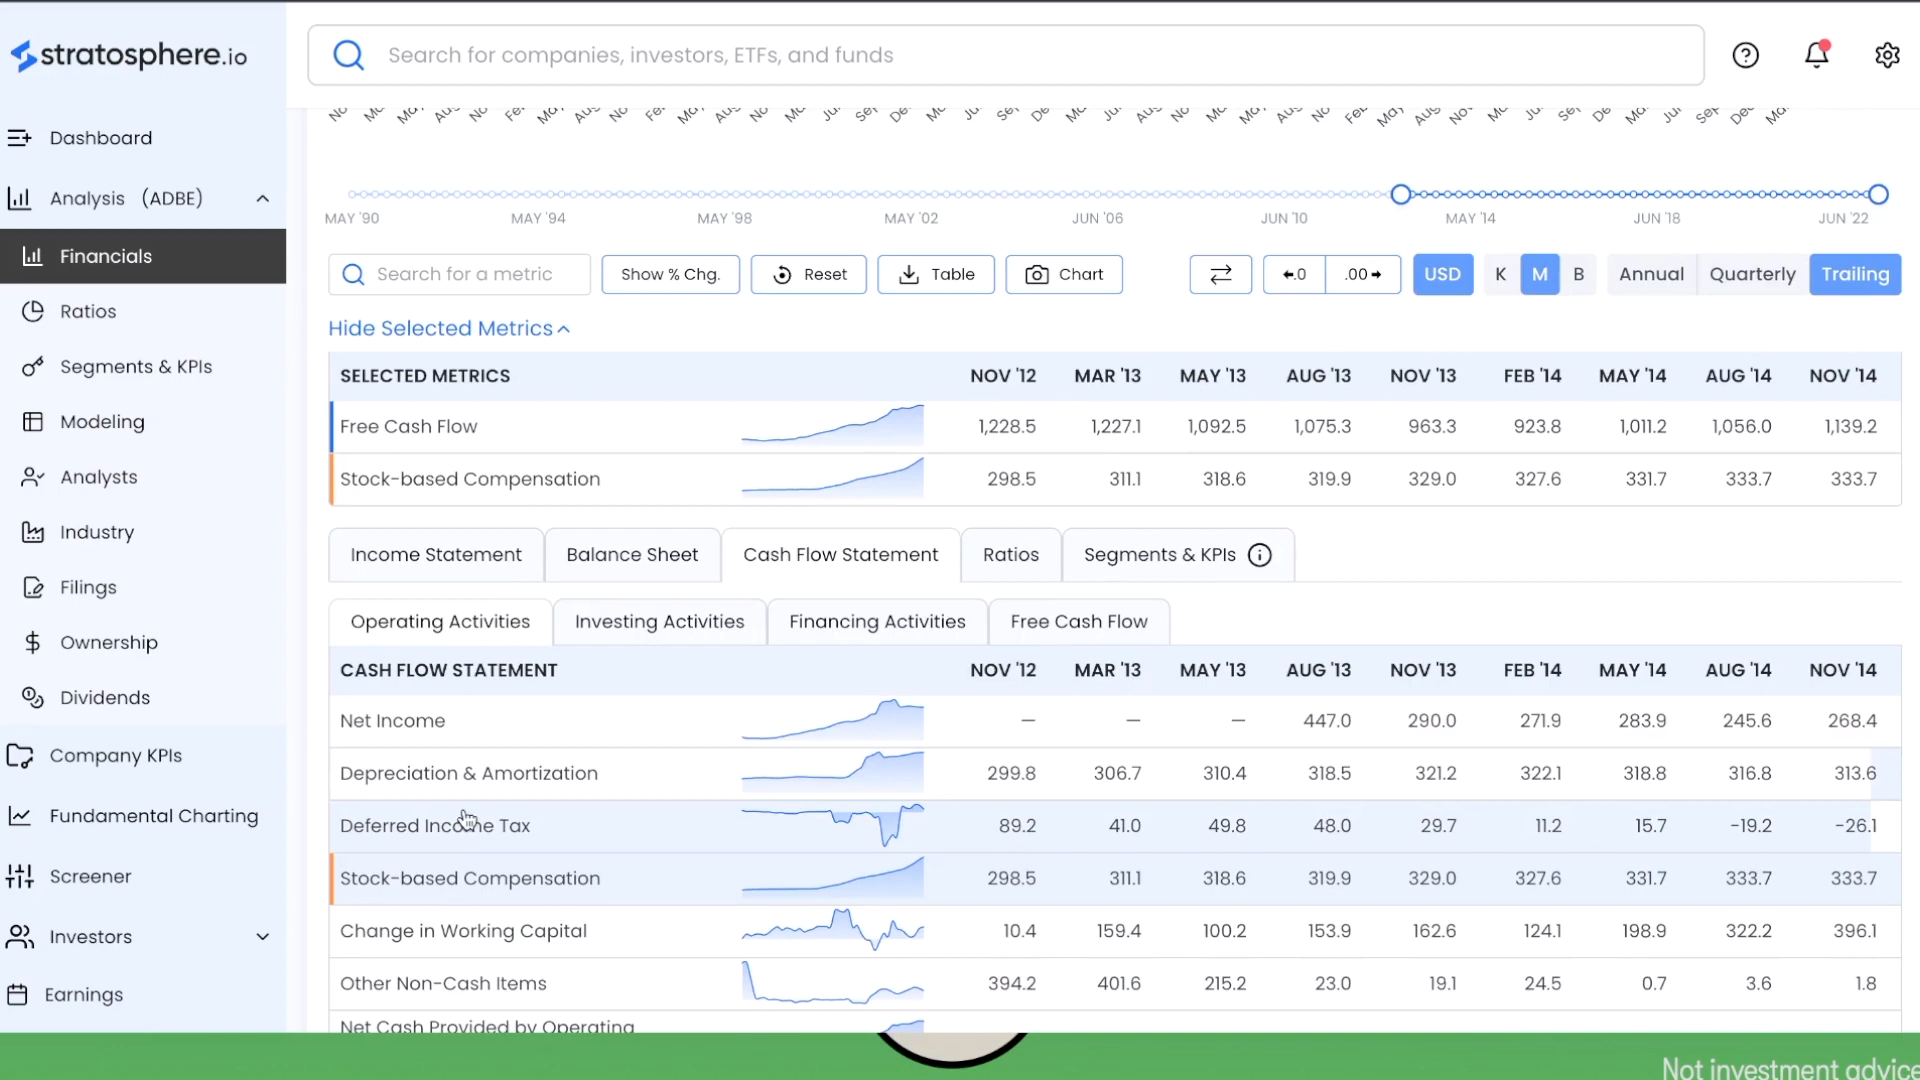 stratosphere.io
Search for companies, investors, ETFs, and funds
Dashboard
Analysis (ADBE)
Financials
Ratios
Segments & KPIs
Modeling
Analysts
Industry
Filings
Ownership
Dividends
Company KPIs
Fundamental Charting
Screener
Investors
Earnings
MAY '90 MAY '94 MAY '98 MAY '02 JUN '06 JUN '10 MAY '14 JUN '18 JUN '22
Search for a metric Show % Chg. Reset Table Chart .0 .00 USD K M B Annual Quarterly Trailing
Hide Selected Metrics
SELECTED METRICS NOV '12 MAR '13 MAY '13 AUG '13 NOV '13 FEB '14 MAY '14 AUG '14 NOV '14
Free Cash Flow 1,228.5 1,227.1 1,092.5 1,075.3 963.3 923.8 1,011.2 1,056.0 1,139.2
Stock-based Compensation 298.5 311.1 318.6 319.9 329.0 327.6 331.7 333.7 333.7
Income Statement Balance Sheet Cash Flow Statement Ratios Segments & KPIs
Operating Activities Investing Activities Financing Activities Free Cash Flow
CASH FLOW STATEMENT NOV '12 MAR '13 MAY '13 AUG '13 NOV '13 FEB '14 MAY '14 AUG '14 NOV '14
Net Income — — — 447.0 290.0 271.9 283.9 245.6 268.4
Depreciation & Amortization 299.8 306.7 310.4 318.5 321.2 322.1 318.8 316.8 313.6
Deferred Income Tax 89.2 41.0 49.8 48.0 29.7 11.2 15.7 -19.2 -26.1
Stock-based Compensation 298.5 311.1 318.6 319.9 329.0 327.6 331.7 333.7 333.7
Change in Working Capital 10.4 159.4 100.2 153.9 162.6 124.1 198.9 322.2 396.1
Other Non-Cash Items 394.2 401.6 215.2 23.0 19.1 24.5 0.7 3.6 1.8
Net Cash Provided by Operating
Not investment advice